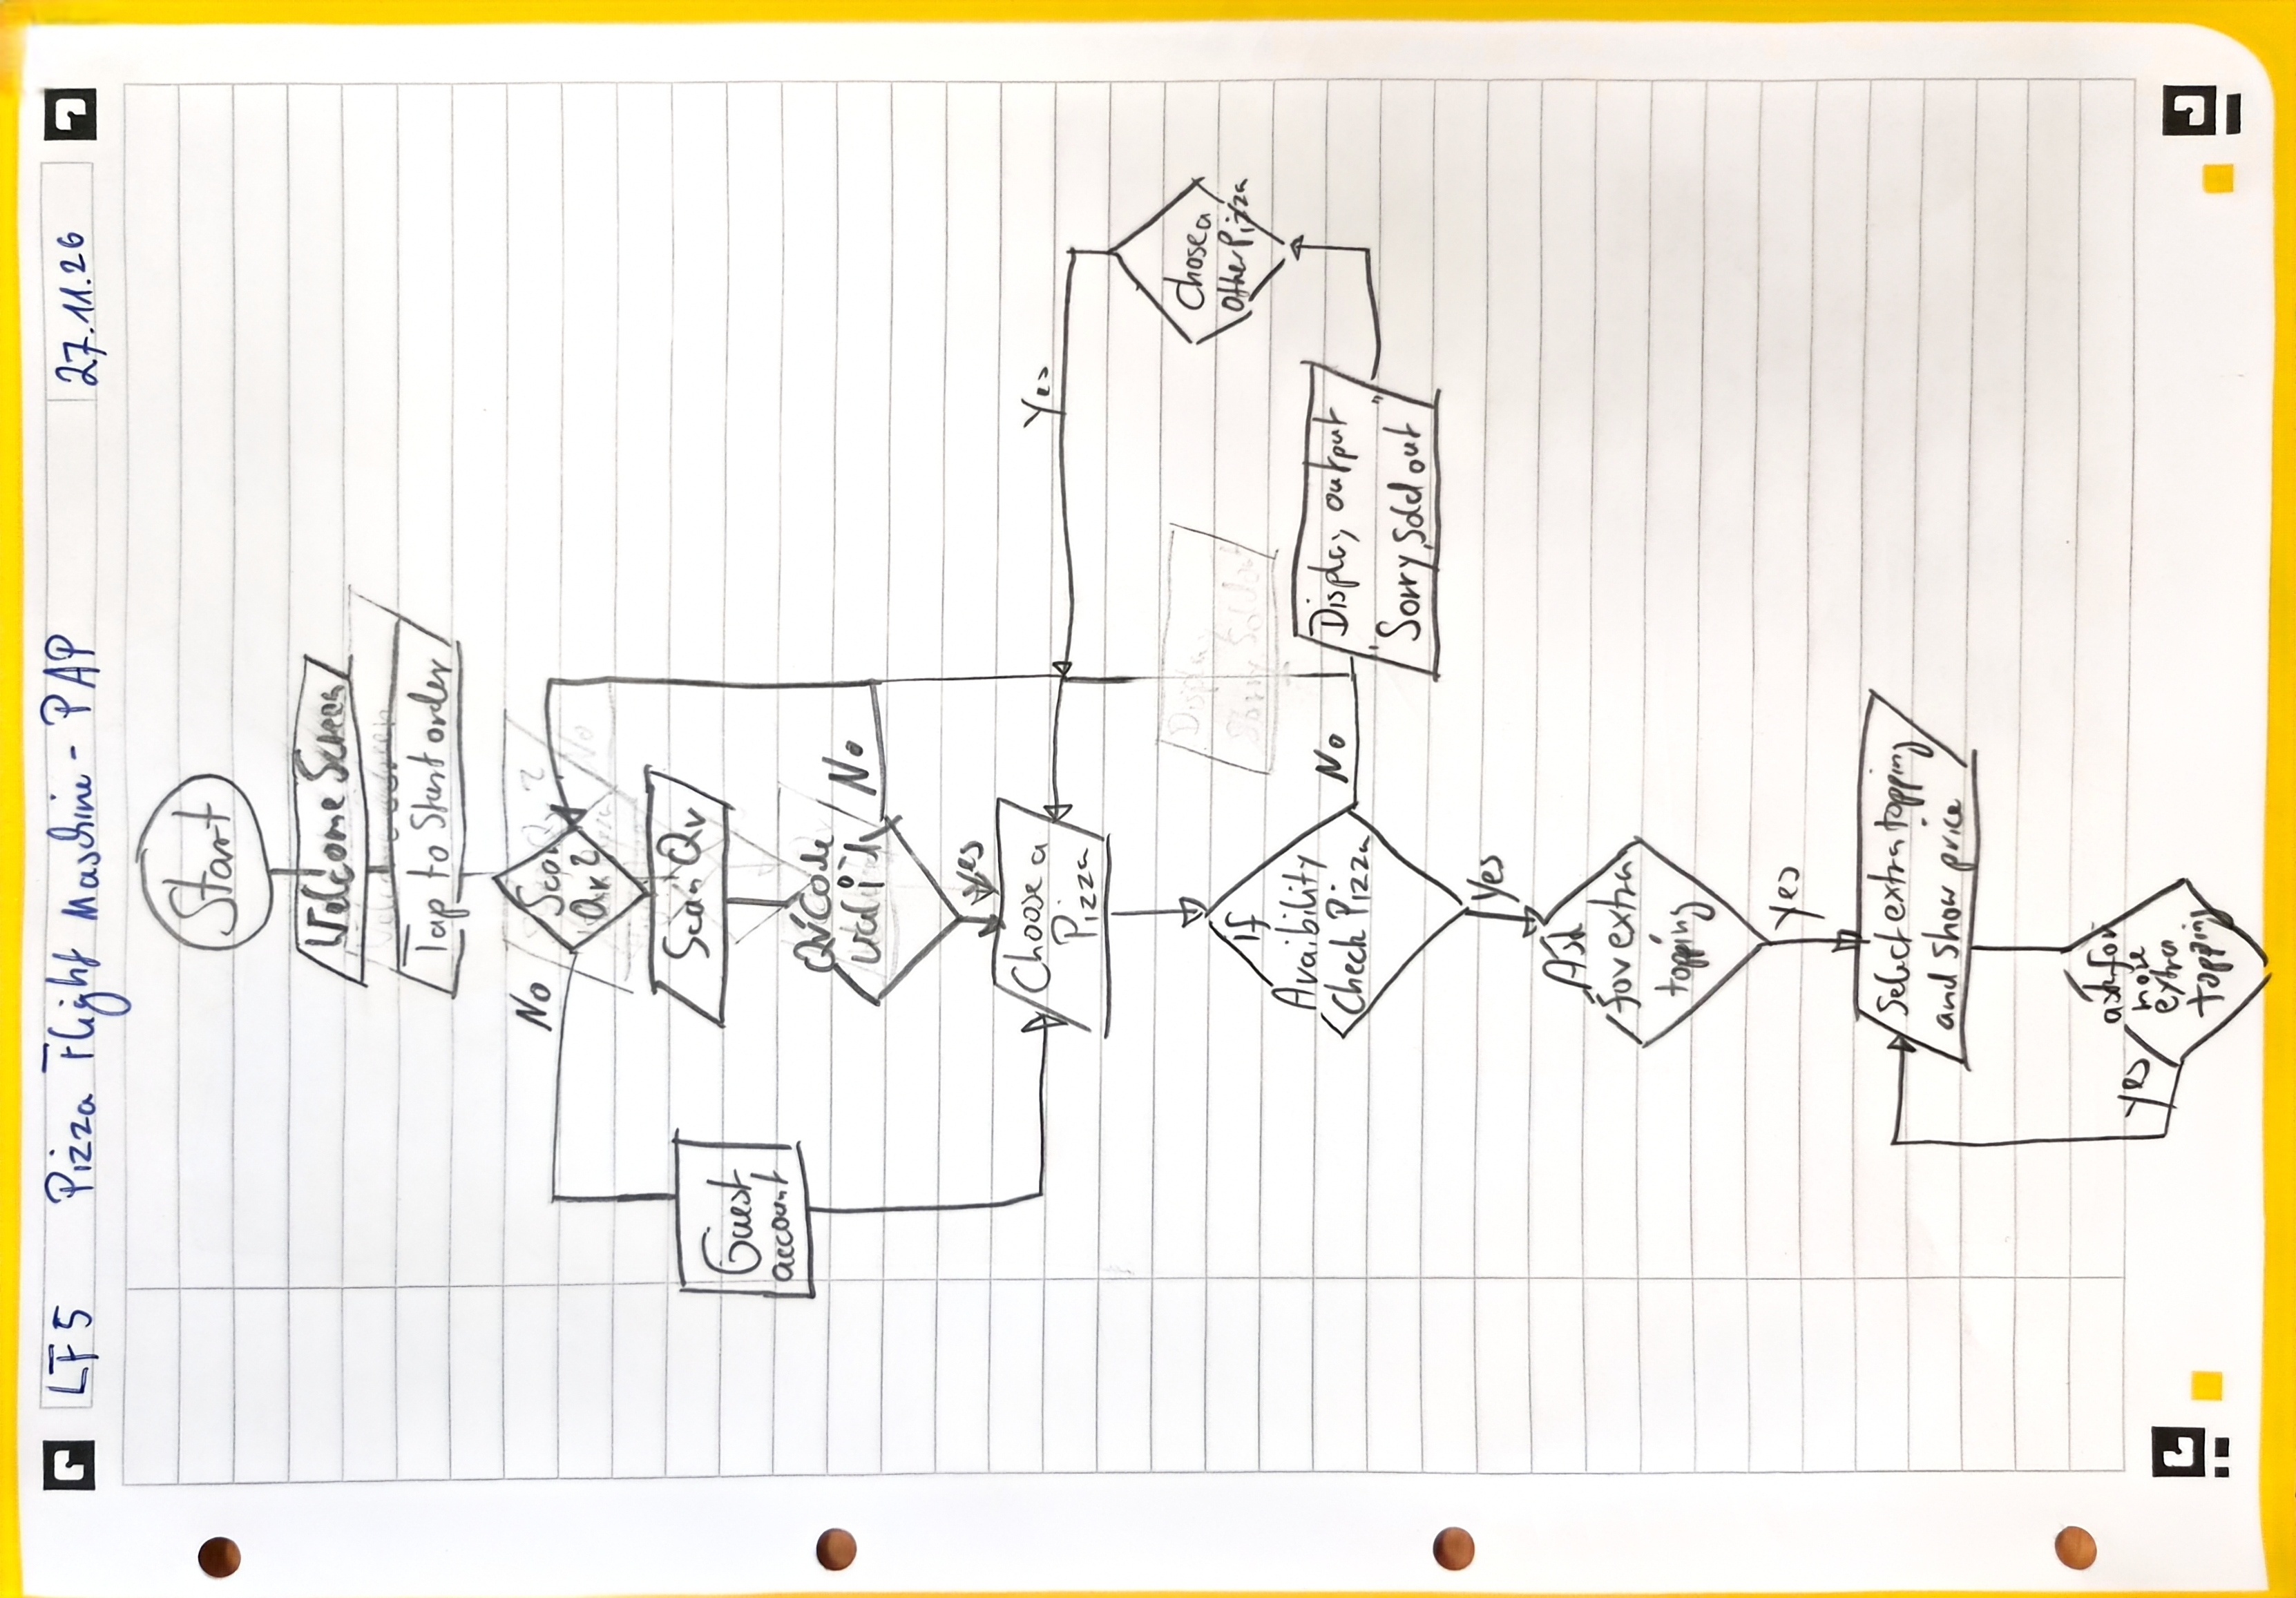 LF5 Pizza Flight Maschine - PAP 27.11.26
Start
Welcome Screen
Tap to Start order
Scan
Qr?
No
Scan Qr
Guest
account
Qr Code
Valid
No
Yes
Choose a
Pizza
Yes
Chose a
other Pizza
If
Avaibility
Check Pizza
No
Display output
"Sorry, Sold out"
Yes
Ask
for extra
topping
Yes
Select extra topping
and show price
ask for
more
extra
topping
Yes